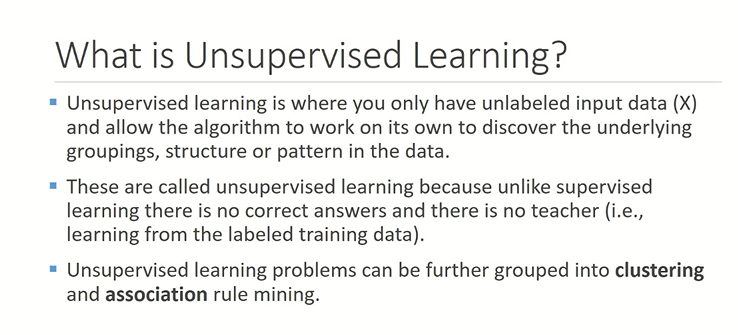 What is Unsupervised Learning?
▪ Unsupervised learning is where you only have unlabeled input data (X)
and allow the algorithm to work on its own to discover the underlying
groupings, structure or pattern in the data.
▪ These are called unsupervised learning because unlike supervised
learning there is no correct answers and there is no teacher (i.e.,
learning from the labeled training data).
▪ Unsupervised learning problems can be further grouped into clustering
and association rule mining.